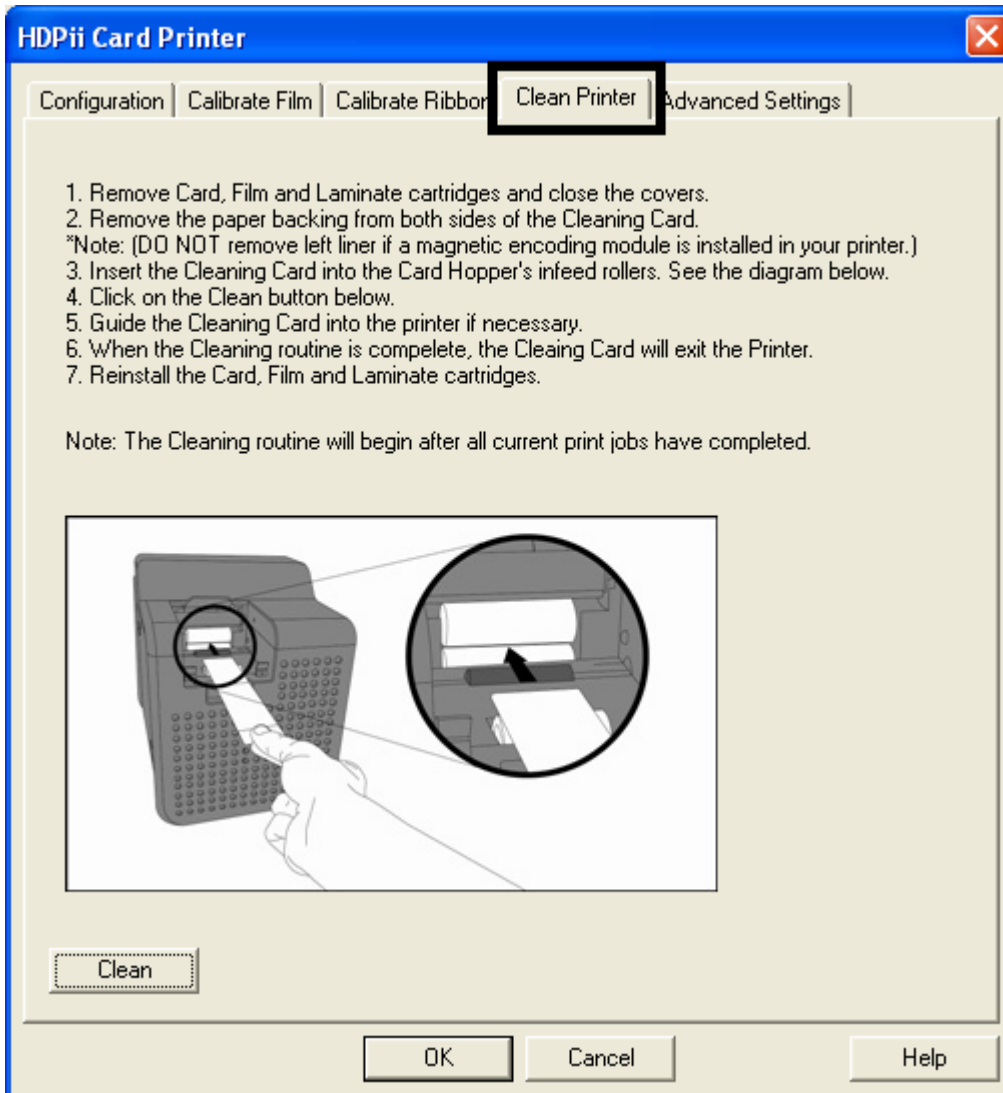 HDPii Card Printer
Configuration
Calibrate Film
Calibrate Ribbon
Clean Printer
Advanced Settings
1. Remove Card, Film and Laminate cartridges and close the covers.
2. Remove the paper backing from both sides of the Cleaning Card.
*Note: (DO NOT remove left liner if a magnetic encoding module is installed in your printer.)
3. Insert the Cleaning Card into the Card Hopper's infeed rollers. See the diagram below.
4. Click on the Clean button below.
5. Guide the Cleaning Card into the printer if necessary.
6. When the Cleaning routine is compelete, the Cleaing Card will exit the Printer.
7. Reinstall the Card, Film and Laminate cartridges.
Note: The Cleaning routine will begin after all current print jobs have completed.
Clean
OK
Cancel
Help